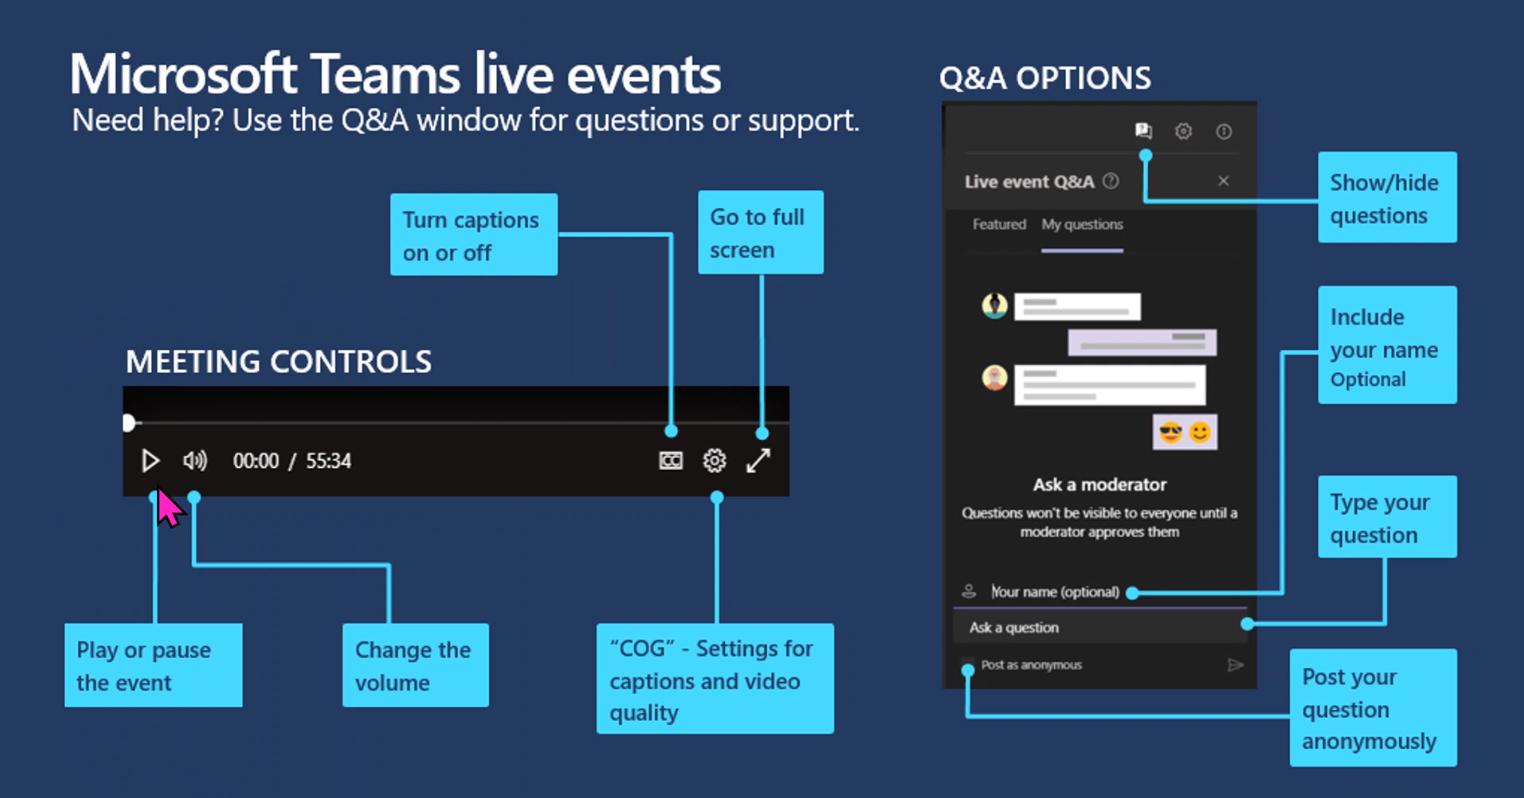 Microsoft Teams live events
Need help? Use the Q&A window for questions or support.
Turn captions
on or off
Go to full
screen
MEETING CONTROLS
00:00 / 55:34
CC
Play or pause
the event
Change the
volume
“COG” - Settings for
captions and video
quality
Q&A OPTIONS
Live event Q&A
Featured
My questions
Ask a moderator
Questions won't be visible to everyone until a
moderator approves them
Your name (optional)
Ask a question
Post as anonymous
Show/hide
questions
Include
your name
Optional
Type your
question
Post your
question
anonymously